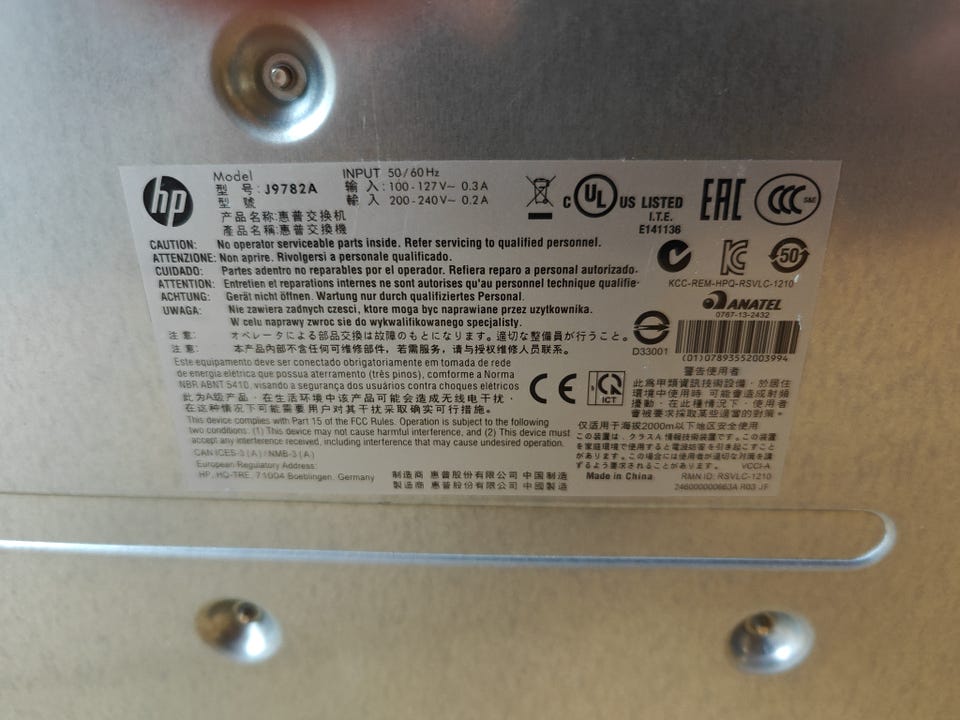 hp
Model
INPUT 50/60 Hz
型 号: J9782A
输 入: 100-127V~ 0.3A
型 號
輸 入 200-240V~ 0.2A
产品名称:惠普交换机
產品名稱:惠普交換機
c UL US LISTED
I.T.E.
E141136
EAC
CCC S&E
50
KCC-REM-HPQ-RSVLC-1210
ANATEL
0767-13-2432
D33001
(01)07893552003994
CAUTION: No operator serviceable parts inside. Refer servicing to qualified personnel.
ATTENZIONE: Non aprire. Rivolgersi a personale qualificato.
CUIDADO: Partes adentro no reparables por el operador. Refiera reparo a personal autorizado.
ATTENTION: Entretien et reparations internes ne sont autorises qu'au personnel technique qualifie.
ACHTUNG: Gerät nicht öffnen. Wartung nur durch qualifiziertes Personal.
UWAGA: Nie zawiera zadnych czesci, ktore moga byc naprawiane przez uzytkownika.
W celu naprawy zwroc sie do wykwalifikowanego specjalisty.
注意: オペレータによる部品交換は故障のもとになります。適切な整備員が行うこと。
注意: 本产品内部不含任何可维修部件，若需服务，请与授权维修人员联系。
Este equipamento deve ser conectado obrigatoriamente em tomada de rede
de energia elétrica que possua aterramento (três pinos), conforme a Norma
NBR ABNT 5410, visando a segurança dos usuários contra choques elétricos
此为A级产品，在生活环境中该产品可能会造成无线电干扰，
在这种情况下可能需要用户对其干扰采取确实可行措施。
This device complies with Part 15 of the FCC Rules. Operation is subject to the following
two conditions: (1) This device may not cause harmful interference, and (2) This device must
accept any interference received, including interference that may cause undesired operation.
CAN ICES-3 (A) / NMB-3 (A)
European Regulatory Address:
HP, HQ-TRE, 71004 Boeblingen, Germany
制造商 惠普股份有限公司 中国制造
製造商 惠普股份有限公司 中國製造
CE
ICT
警告使用者
此為甲類資訊技術設備，於居住
環境中使用時，可能會造成射頻
擾動，在此種情況下，使用者
會被要求採取某些適當的對策。
仅适用于海拔2000m以下地区安全使用
この装置は、クラスA情報技術装置です。この装置
を家庭環境で使用すると電波妨害を引き起こすことが
あります。この場合には使用者が適切な対策を講
ずるよう要求されることがあります。 VCCI-A
Made in China
RMN ID: RSVLC-1210
246000000663A R03 JF